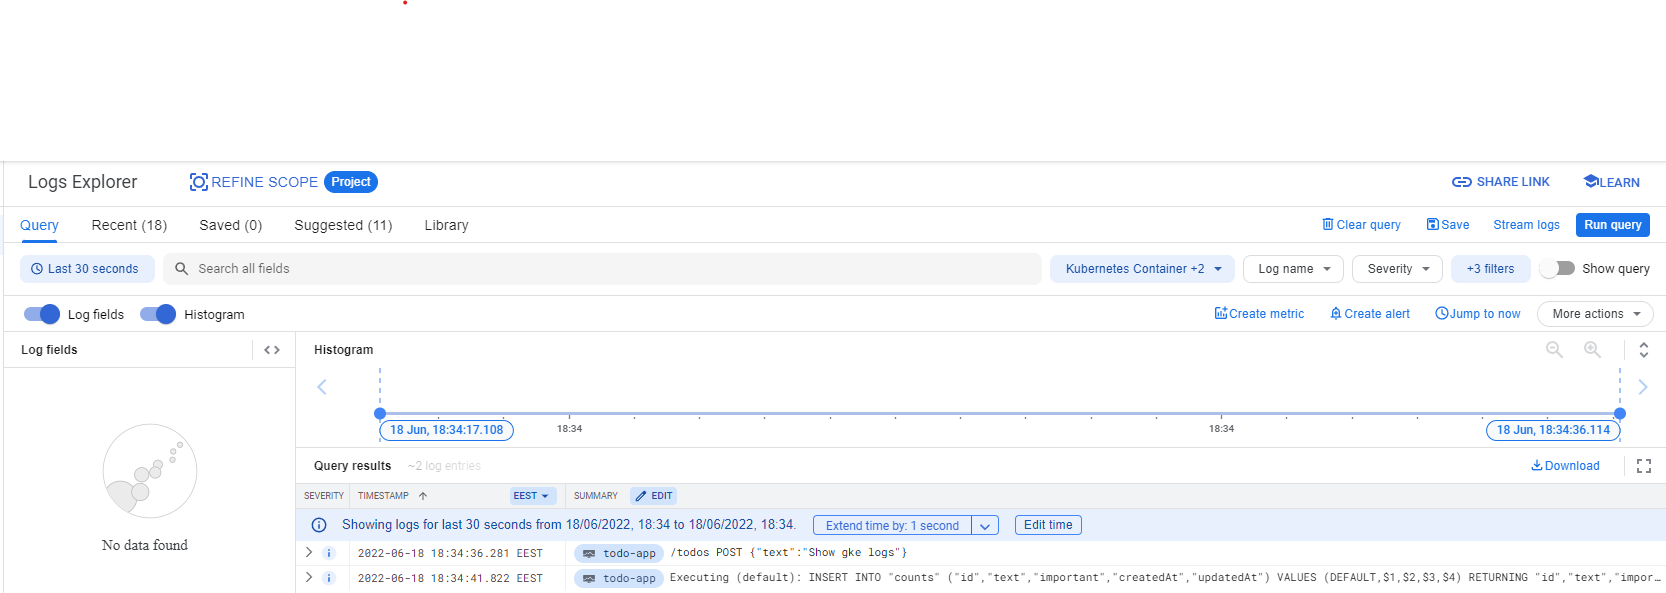 Logs Explorer REFINE SCOPE Project SHARE LINK LEARN
Query Recent (18) Saved (0) Suggested (11) Library Clear query Save Stream logs Run query
Last 30 seconds Search all fields Kubernetes Container +2 Log name Severity +3 filters Show query
Log fields Histogram Create metric Create alert Jump to now More actions
Log fields <> Histogram
18 Jun, 18:34:17.108 18:34 18:34 18 Jun, 18:34:36.114
Query results ~2 log entries Download
SEVERITY TIMESTAMP EEST SUMMARY EDIT
Showing logs for last 30 seconds from 18/06/2022, 18:34 to 18/06/2022, 18:34. Extend time by: 1 second Edit time
2022-06-18 18:34:36.281 EEST todo-app /todos POST {"text":"Show gke logs"}
2022-06-18 18:34:41.822 EEST todo-app Executing (default): INSERT INTO "counts" ("id","text","important","createdAt","updatedAt") VALUES (DEFAULT,$1,$2,$3,$4) RETURNING "id","text","impor…
No data found